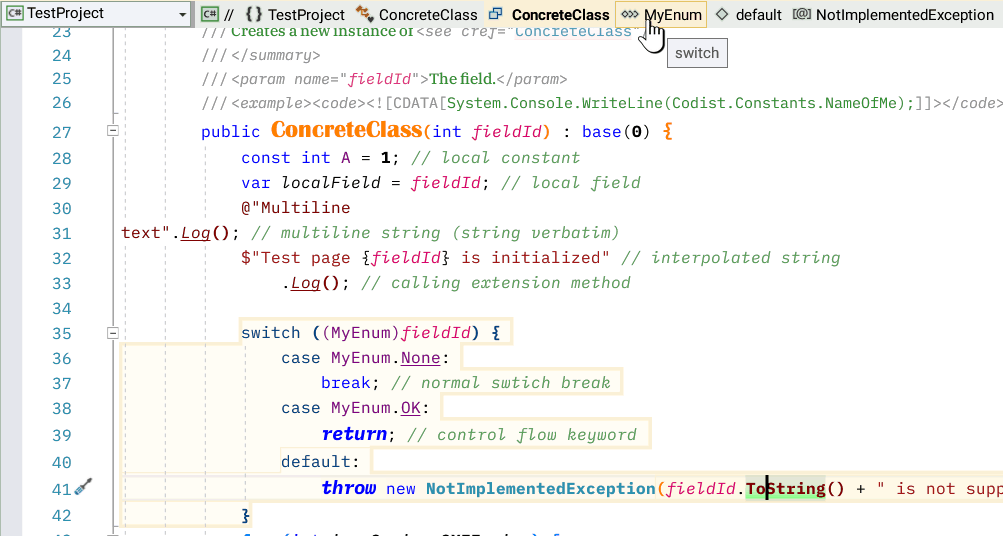 TestProject
// TestProject ConcreteClass ConcreteClass MyEnum default NotImplementedException
switch
23 /// Creates a new instance of <see cref="ConcreteClass"
24 /// </summary>
25 /// <param name="fieldId">The field.</param>
26 /// <example><code><![CDATA[System.Console.WriteLine(Codist.Constants.NameOfMe);]]></code>
27 public ConcreteClass(int fieldId) : base(0) {
28 const int A = 1; // local constant
29 var localField = fieldId; // local field
30 @"Multiline
31 text".Log(); // multiline string (string verbatim)
32 $"Test page {fieldId} is initialized" // interpolated string
33 .Log(); // calling extension method
34
35 switch ((MyEnum)fieldId) {
36 case MyEnum.None:
37 break; // normal swtich break
38 case MyEnum.OK:
39 return; // control flow keyword
40 default:
41 throw new NotImplementedException(fieldId.ToString() + " is not supp
42 }